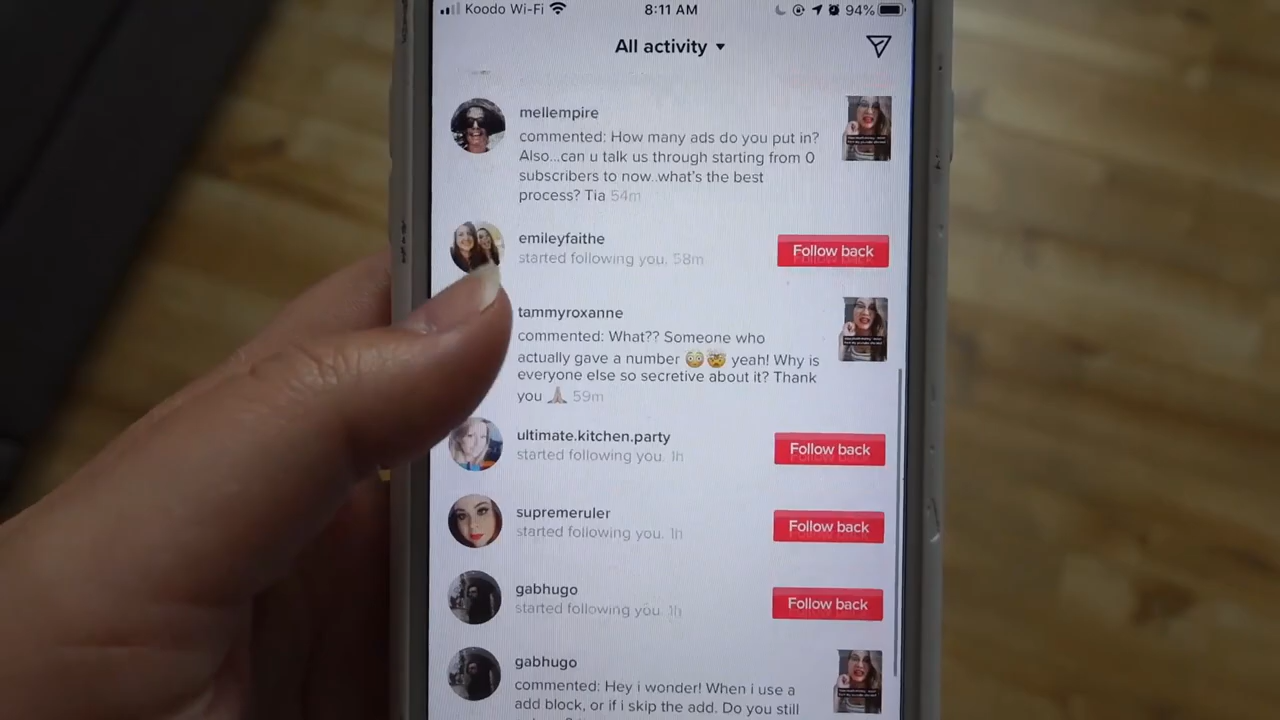 Koodo Wi-Fi 8:11 AM 94%
All activity
mellempire
commented: How many ads do you put in?
Also...can u talk us through starting from 0
subscribers to now..what's the best
process? Tia 54m
emileyfaithe
started following you. 58m
Follow back
tammyroxanne
commented: What?? Someone who
actually gave a number 😳🤯 yeah! Why is
everyone else so secretive about it? Thank
you 🙏🏼 59m
ultimate.kitchen.party
started following you. 1h
Follow back
supremeruler
started following you. 1h
Follow back
gabhugo
started following you. 1h
Follow back
gabhugo
commented: Hey i wonder! When i use a
add block, or if i skip the add. Do you still